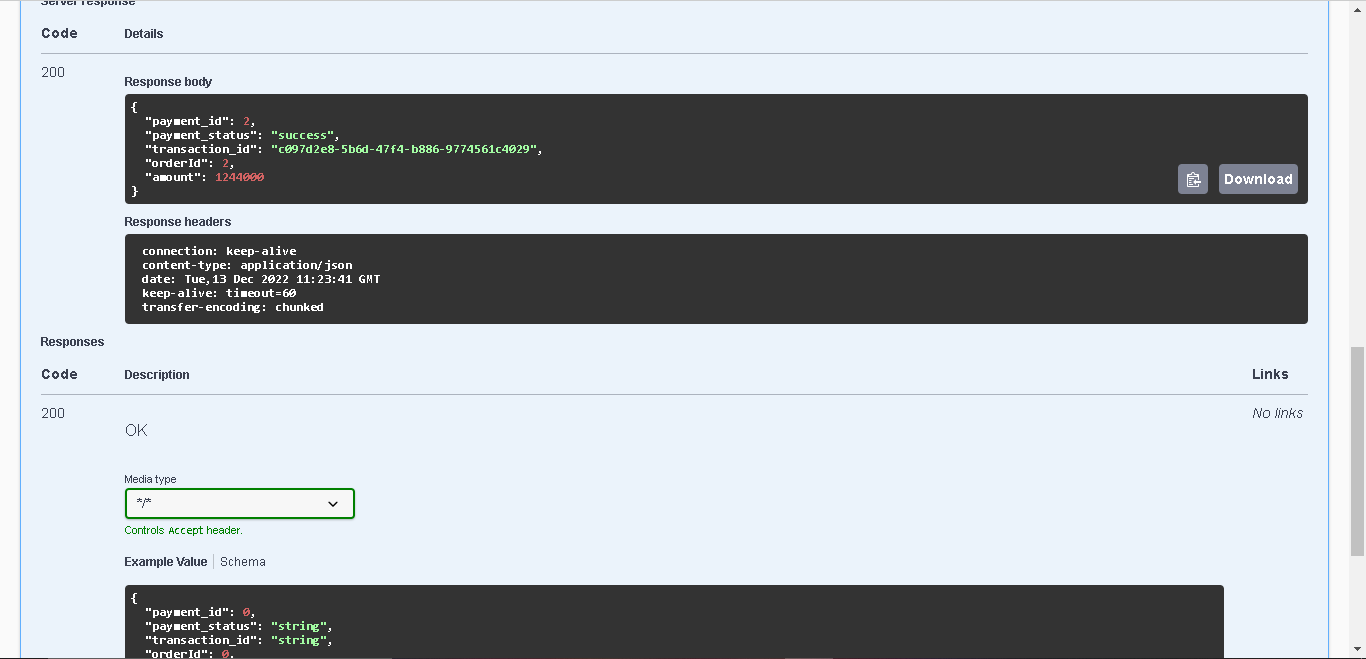 Server response
Code Details
200
Response body
{
"payment_id": 2,
"payment_status": "success",
"transaction_id": "c097d2e8-5b6d-47f4-b886-9774561c4029",
"orderId": 2,
"amount": 1244000
}
Download
Response headers
connection: keep-alive
content-type: application/json
date: Tue,13 Dec 2022 11:23:41 GMT
keep-alive: timeout=60
transfer-encoding: chunked
Responses
Code Description Links
200 No links
OK
Media type
*/*
Controls Accept header.
Example Value Schema
{
"payment_id": 0,
"payment_status": "string",
"transaction_id": "string",
"orderId": 0,